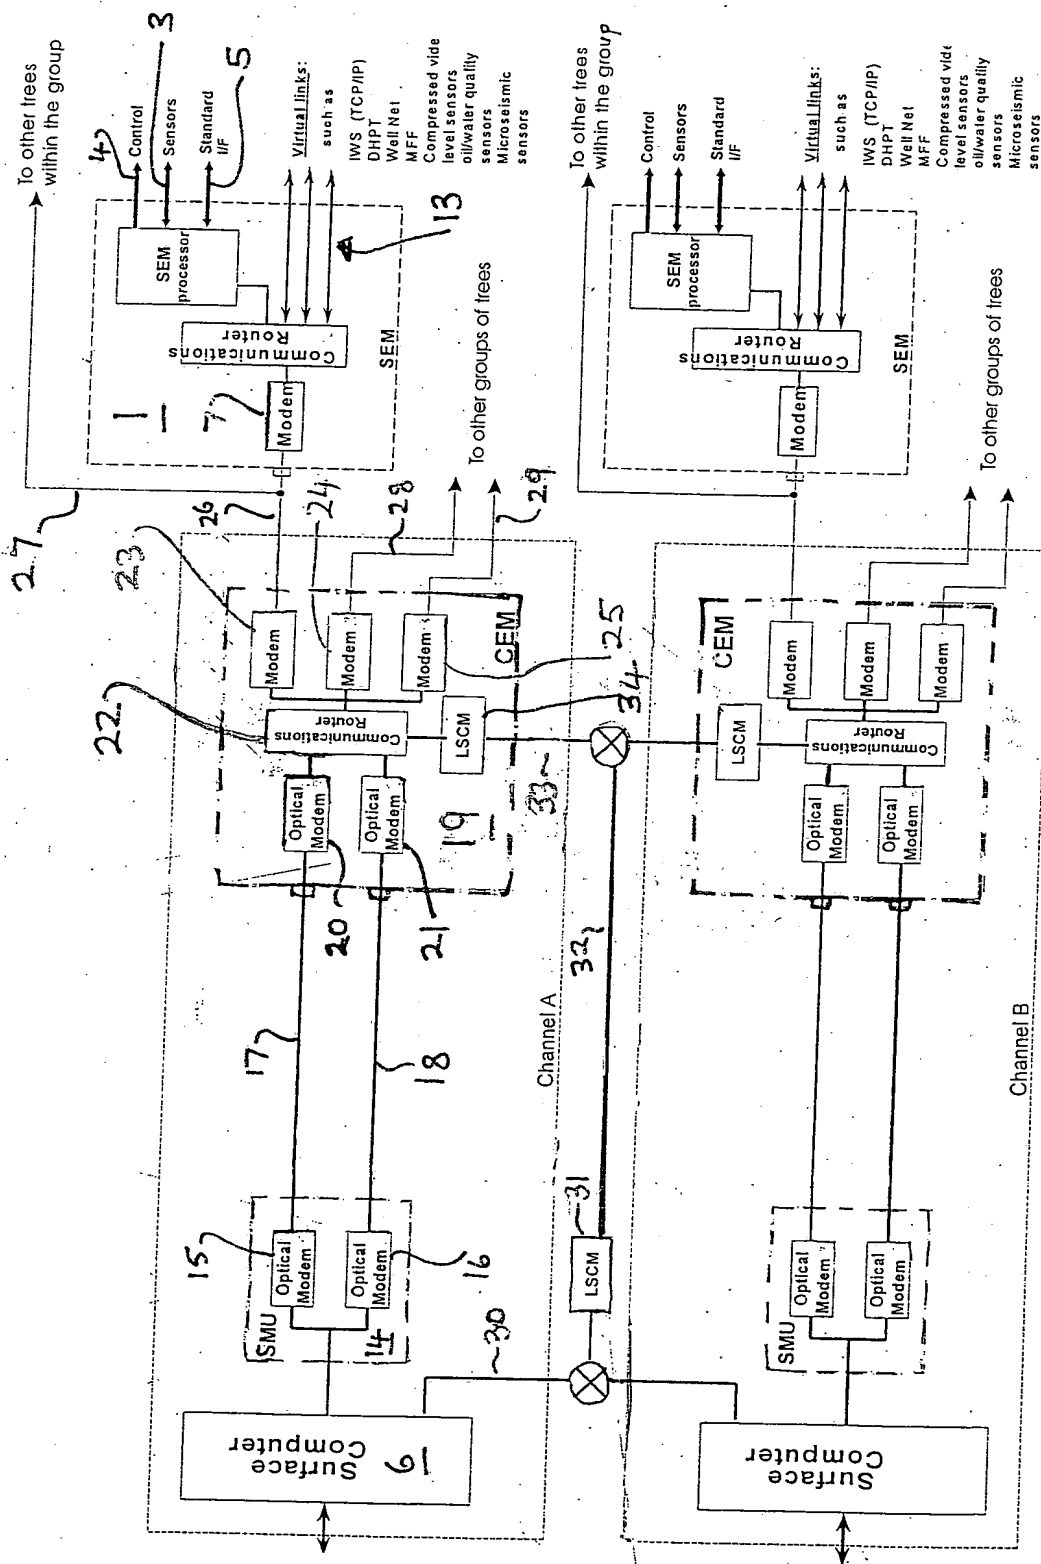 27
To other trees
within the group
4
Control
3
Sensors
5
Standard
I/F
SEM
processor
Virtual links:
such as
IWS (TCP/IP)
DHPT
Well Net
MFF
Compressed vide
level sensors
oil/water quality
sensors
Microseismic
sensors
13
Communications
Router
1
7
Modem
SEM
26
23
24
28
29
To other groups of trees
Modem
Modem
Modem
CEM
25
22
Communications
Router
LSCM
34
33
Optical
Modem
Optical
Modem
19
20
21
17
18
32
Channel A
15
Optical
Modem
16
Optical
Modem
SMU
14
31
LSCM
30
Surface
Computer
6
To other trees
within the group
Control
Sensors
Standard
I/F
SEM
processor
Virtual links:
such as
IWS (TCP/IP)
DHPT
Well Net
MFF
Compressed vide
level sensors
oil/water quality
sensors
Microseismic
sensors
Communications
Router
Modem
SEM
To other groups of trees
CEM
Modem
Modem
Modem
LSCM
Communications
Router
Optical
Modem
Optical
Modem
Channel B
SMU
Optical
Modem
Optical
Modem
Surface
Computer